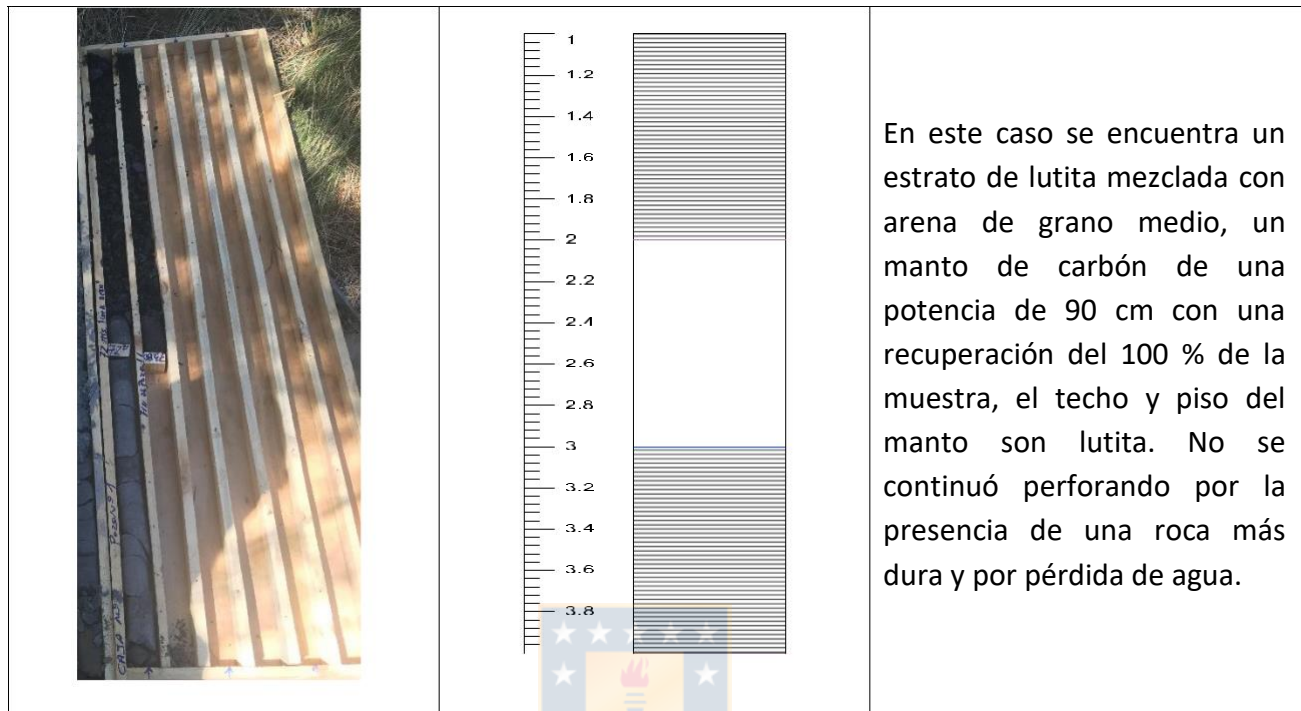 1
1.2
1.4
1.6
1.8
2
2.2
2.4
2.6
2.8
3
3.2
3.4
3.6
3.8
En este caso se encuentra un
estrato de lutita mezclada con
arena de grano medio, un
manto de carbón de una
potencia de 90 cm con una
recuperación del 100 % de la
muestra, el techo y piso del
manto son lutita. No se
continuó perforando por la
presencia de una roca más
dura y por pérdida de agua.